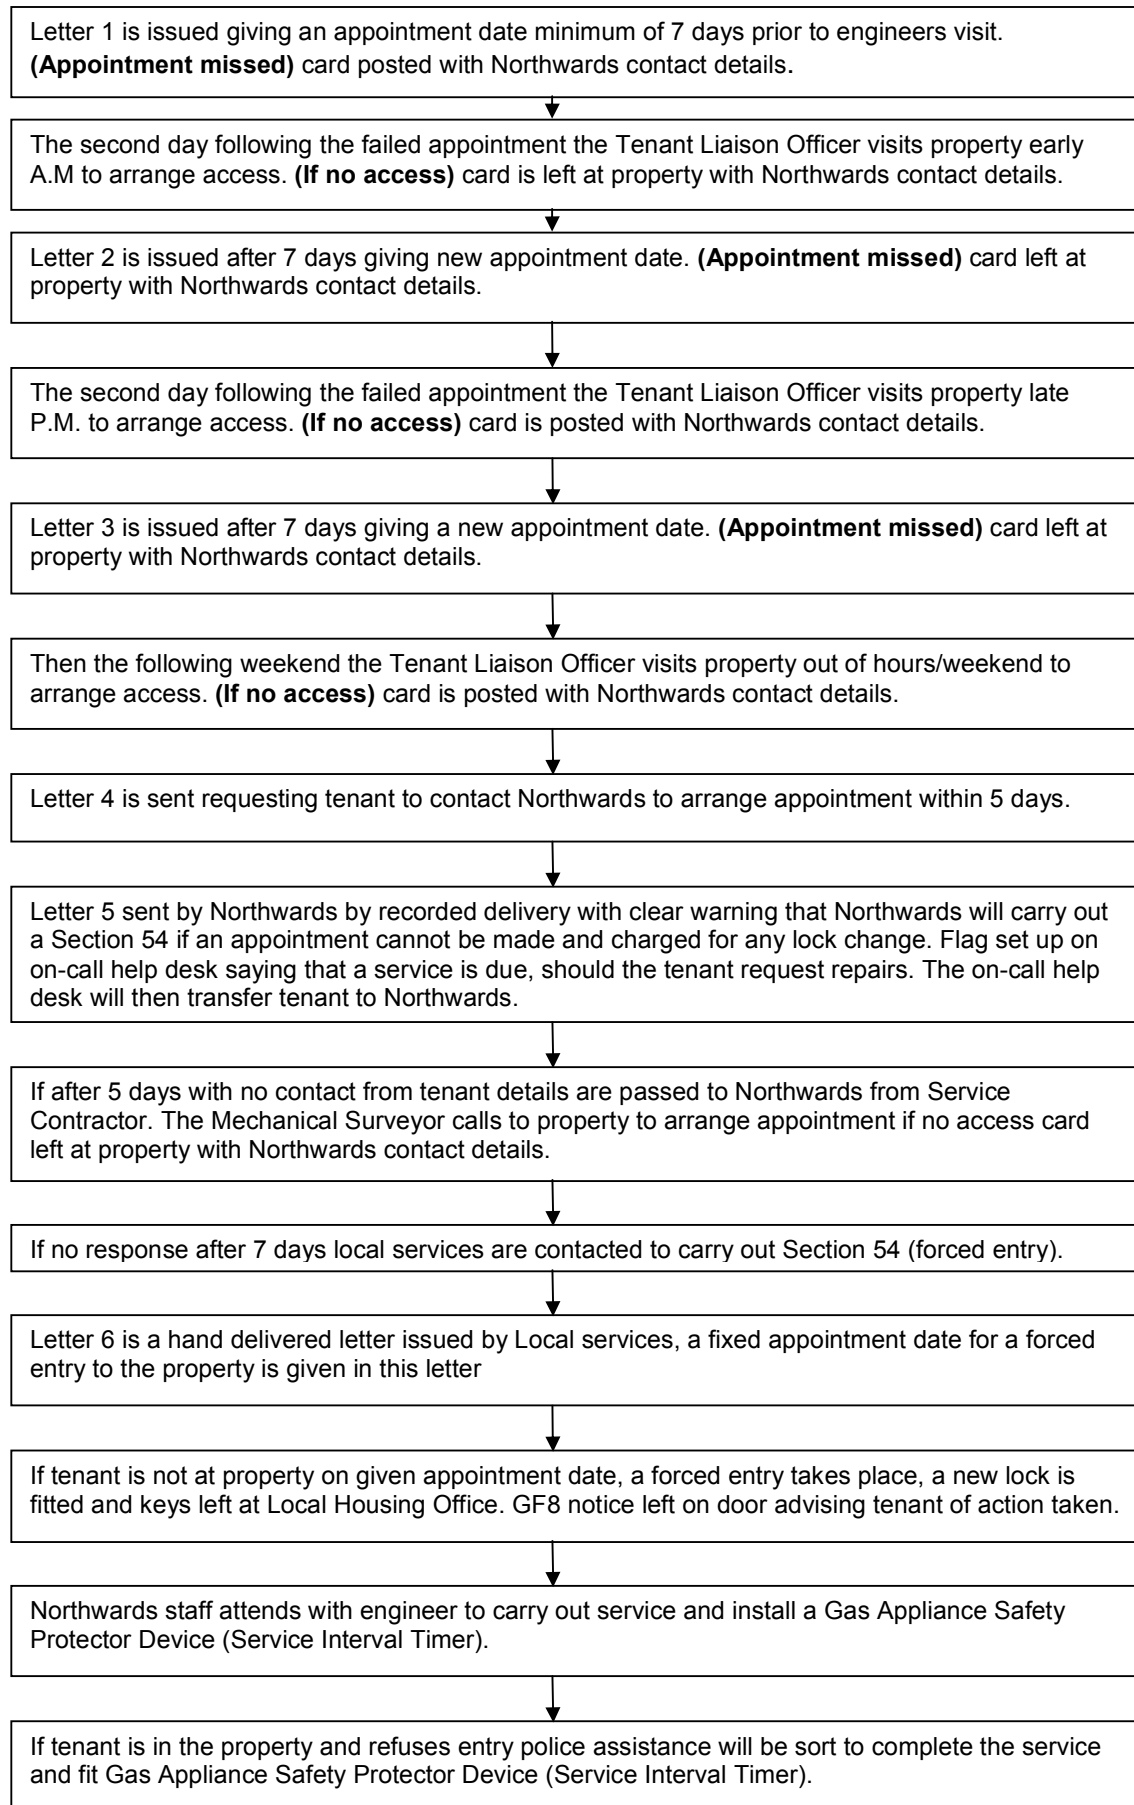 Letter 1 is issued giving an appointment date minimum of 7 days prior to engineers visit.
(Appointment missed) card posted with Northwards contact details.
The second day following the failed appointment the Tenant Liaison Officer visits property early
A.M to arrange access. (If no access) card is left at property with Northwards contact details.
Letter 2 is issued after 7 days giving new appointment date. (Appointment missed) card left at
property with Northwards contact details.
The second day following the failed appointment the Tenant Liaison Officer visits property late
P.M. to arrange access. (If no access) card is posted with Northwards contact details.
Letter 3 is issued after 7 days giving a new appointment date. (Appointment missed) card left at
property with Northwards contact details.
Then the following weekend the Tenant Liaison Officer visits property out of hours/weekend to
arrange access. (If no access) card is posted with Northwards contact details.
Letter 4 is sent requesting tenant to contact Northwards to arrange appointment within 5 days.
Letter 5 sent by Northwards by recorded delivery with clear warning that Northwards will carry out
a Section 54 if an appointment cannot be made and charged for any lock change. Flag set up on
on-call help desk saying that a service is due, should the tenant request repairs. The on-call help
desk will then transfer tenant to Northwards.
If after 5 days with no contact from tenant details are passed to Northwards from Service
Contractor. The Mechanical Surveyor calls to property to arrange appointment if no access card
left at property with Northwards contact details.
If no response after 7 days local services are contacted to carry out Section 54 (forced entry).
Letter 6 is a hand delivered letter issued by Local services, a fixed appointment date for a forced
entry to the property is given in this letter
If tenant is not at property on given appointment date, a forced entry takes place, a new lock is
fitted and keys left at Local Housing Office. GF8 notice left on door advising tenant of action taken.
Northwards staff attends with engineer to carry out service and install a Gas Appliance Safety
Protector Device (Service Interval Timer).
If tenant is in the property and refuses entry police assistance will be sort to complete the service
and fit Gas Appliance Safety Protector Device (Service Interval Timer).